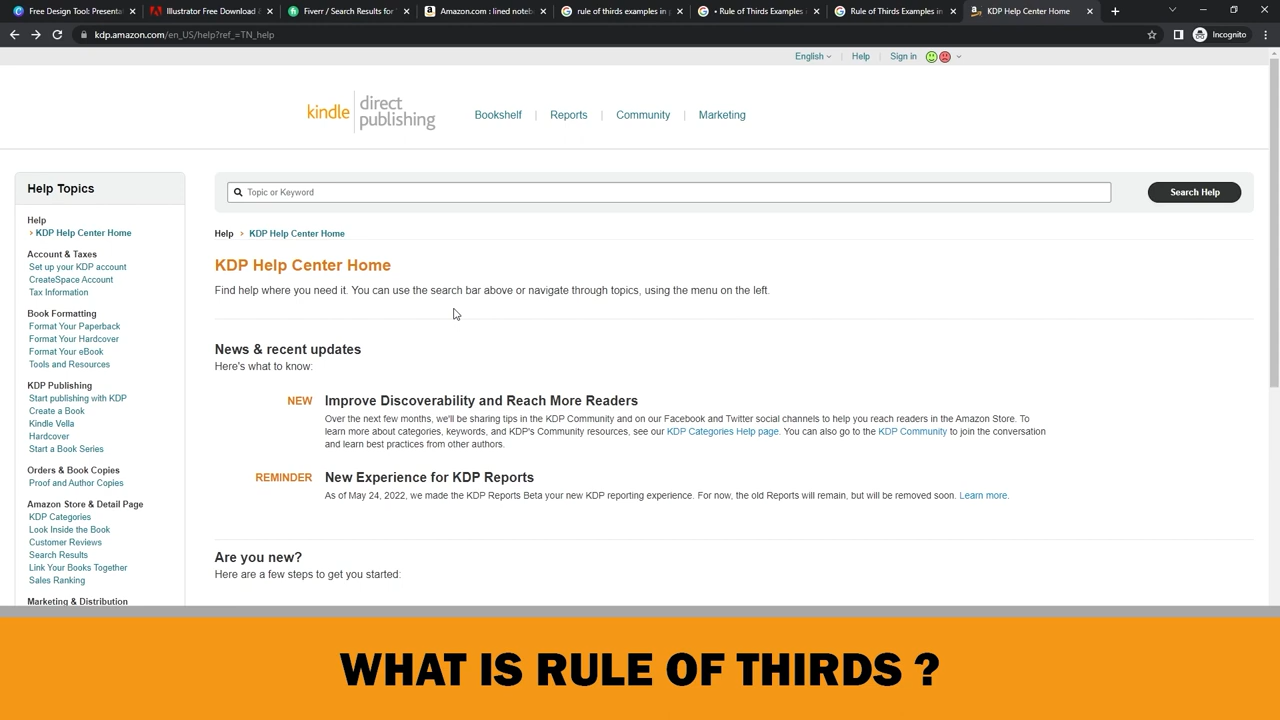 Free Design Tool: Presentat
Illustrator Free Download &
Fiverr / Search Results for
Amazon.com : lined noteb
rule of thirds examples in
• Rule of Thirds Examples
Rule of Thirds Examples in
KDP Help Center Home
kdp.amazon.com/en_US/help?ref_=TN_help
Incognito
English
Help
Sign in
kindle direct publishing
Bookshelf
Reports
Community
Marketing
Help Topics
Help
› KDP Help Center Home
Account & Taxes
Set up your KDP account
CreateSpace Account
Tax Information
Book Formatting
Format Your Paperback
Format Your Hardcover
Format Your eBook
Tools and Resources
KDP Publishing
Start publishing with KDP
Create a Book
Kindle Vella
Hardcover
Start a Book Series
Orders & Book Copies
Proof and Author Copies
Amazon Store & Detail Page
KDP Categories
Look Inside the Book
Customer Reviews
Search Results
Link Your Books Together
Sales Ranking
Marketing & Distribution
Topic or Keyword
Search Help
Help › KDP Help Center Home
KDP Help Center Home
Find help where you need it. You can use the search bar above or navigate through topics, using the menu on the left.
News & recent updates
Here's what to know:
NEW Improve Discoverability and Reach More Readers
Over the next few months, we'll be sharing tips in the KDP Community and on our Facebook and Twitter social channels to help you reach readers in the Amazon Store. To
learn more about categories, keywords, and KDP's Community resources, see our KDP Categories Help page. You can also go to the KDP Community to join the conversation
and learn best practices from other authors.
REMINDER New Experience for KDP Reports
As of May 24, 2022, we made the KDP Reports Beta your new KDP reporting experience. For now, the old Reports will remain, but will be removed soon. Learn more.
Are you new?
Here are a few steps to get you started:
WHAT IS RULE OF THIRDS ?